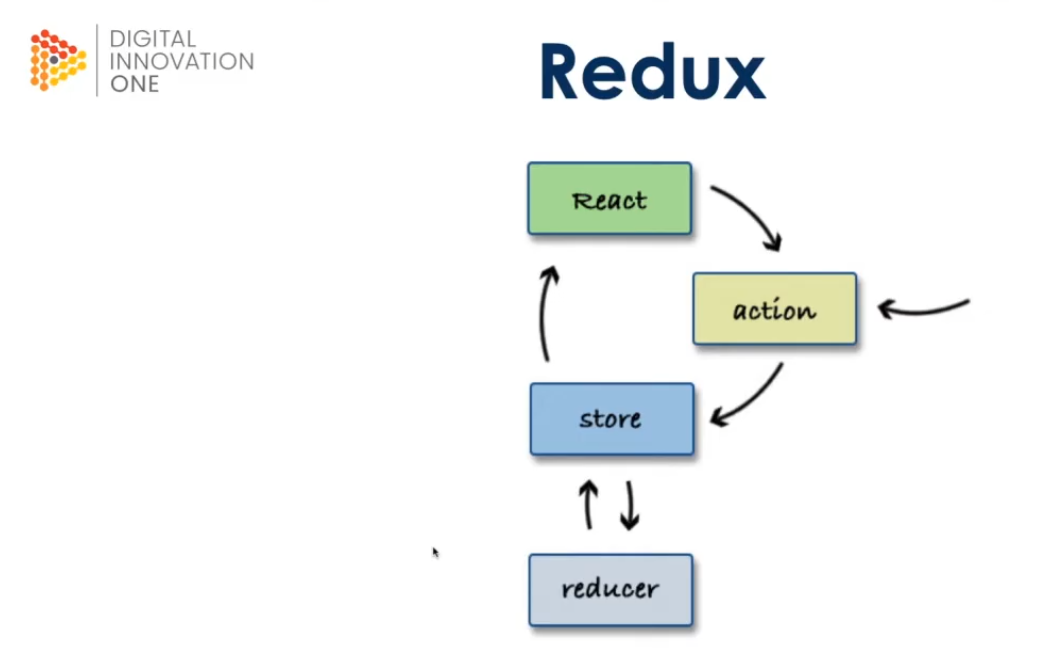 DIGITAL
INNOVATION
ONE
Redux
React
action
store
reducer